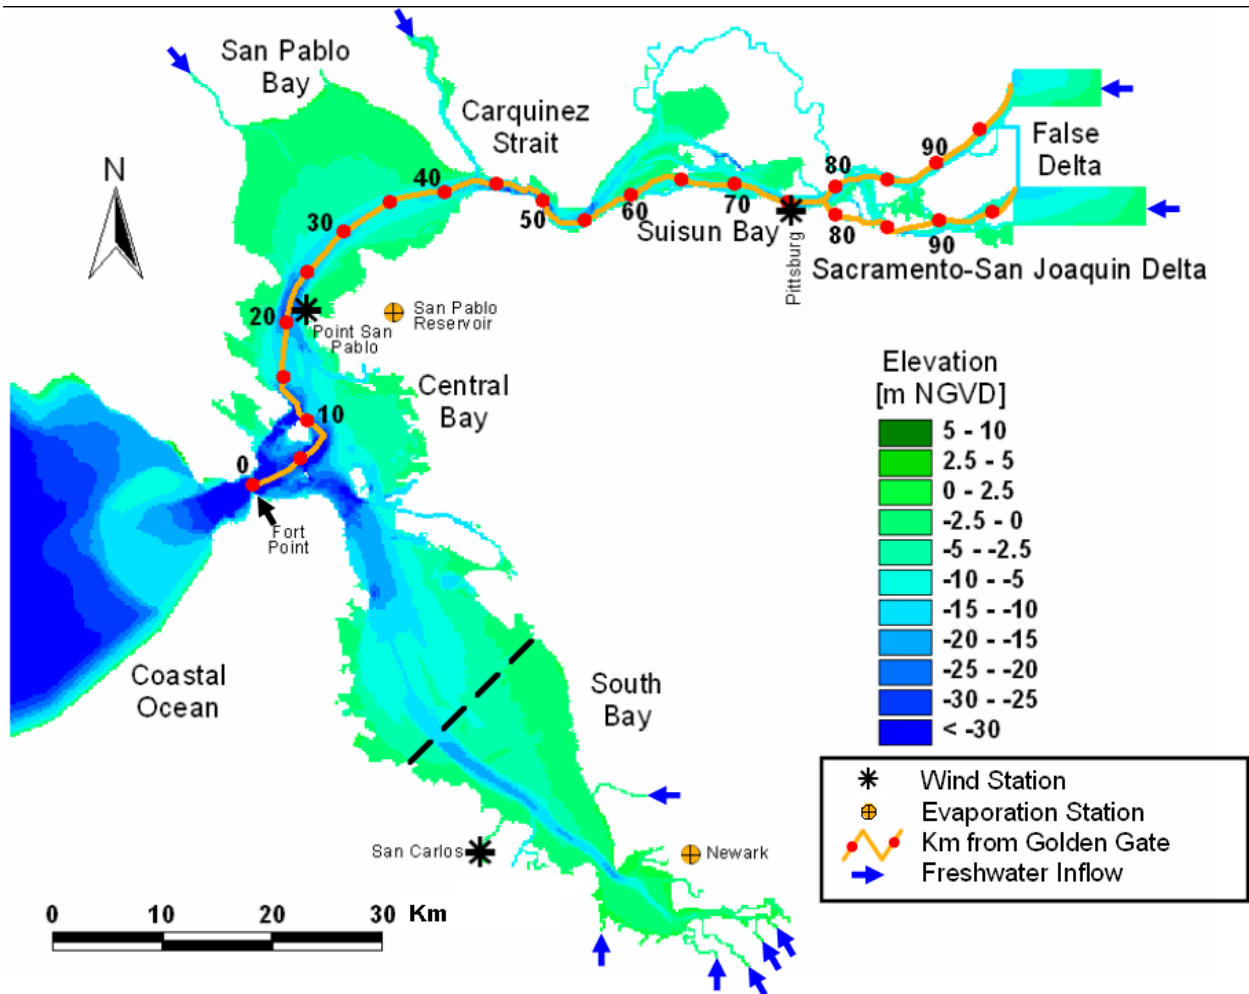 San Pablo
Bay
Carquinez
Strait
False
Delta
N
40
30
50
60
70
80
90
80
90
Suisun Bay
Pittsburg
Sacramento-San Joaquin Delta
20
Point San
Pablo
San Pablo
Reservoir
Central
Bay
10
0
Fort
Point
Coastal
Ocean
South
Bay
San Carlos
Newark
Elevation
[m NGVD]
5 - 10
2.5 - 5
0 - 2.5
-2.5 - 0
-5 - -2.5
-10 - -5
-15 - -10
-20 - -15
-25 - -20
-30 - -25
< -30
Wind Station
Evaporation Station
Km from Golden Gate
Freshwater Inflow
0 10 20 30 Km